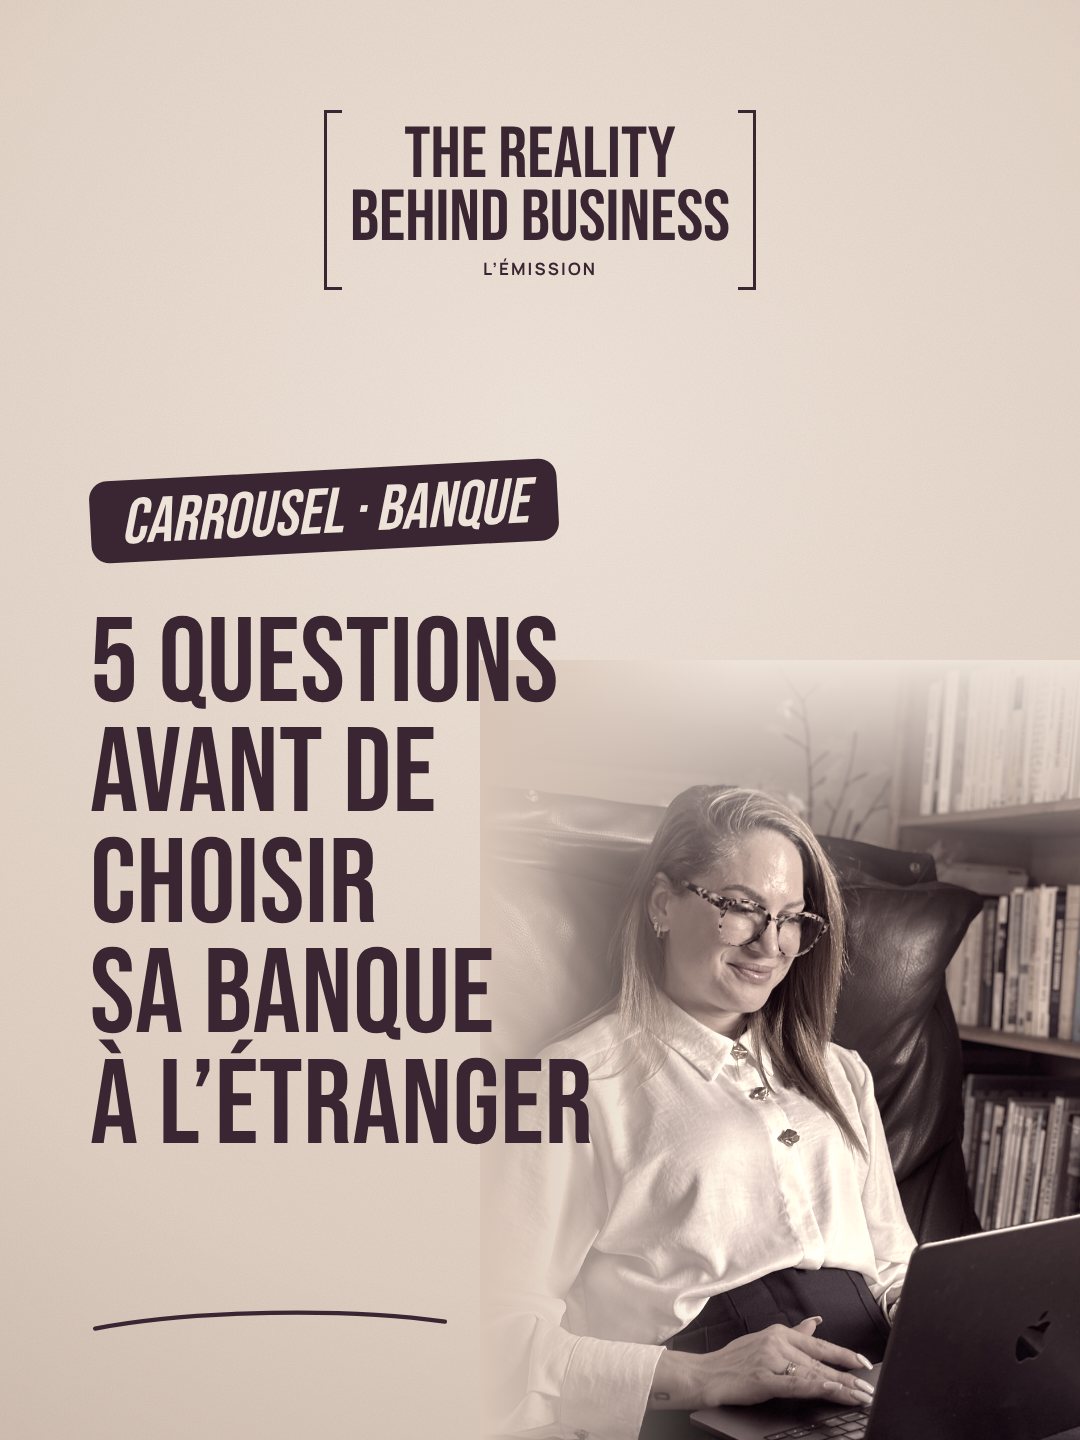 THE REALITY
BEHIND BUSINESS
L’ÉMISSION
CARROUSEL · BANQUE
5 QUESTIONS
AVANT DE
CHOISIR
SA BANQUE
À L’ÉTRANGER